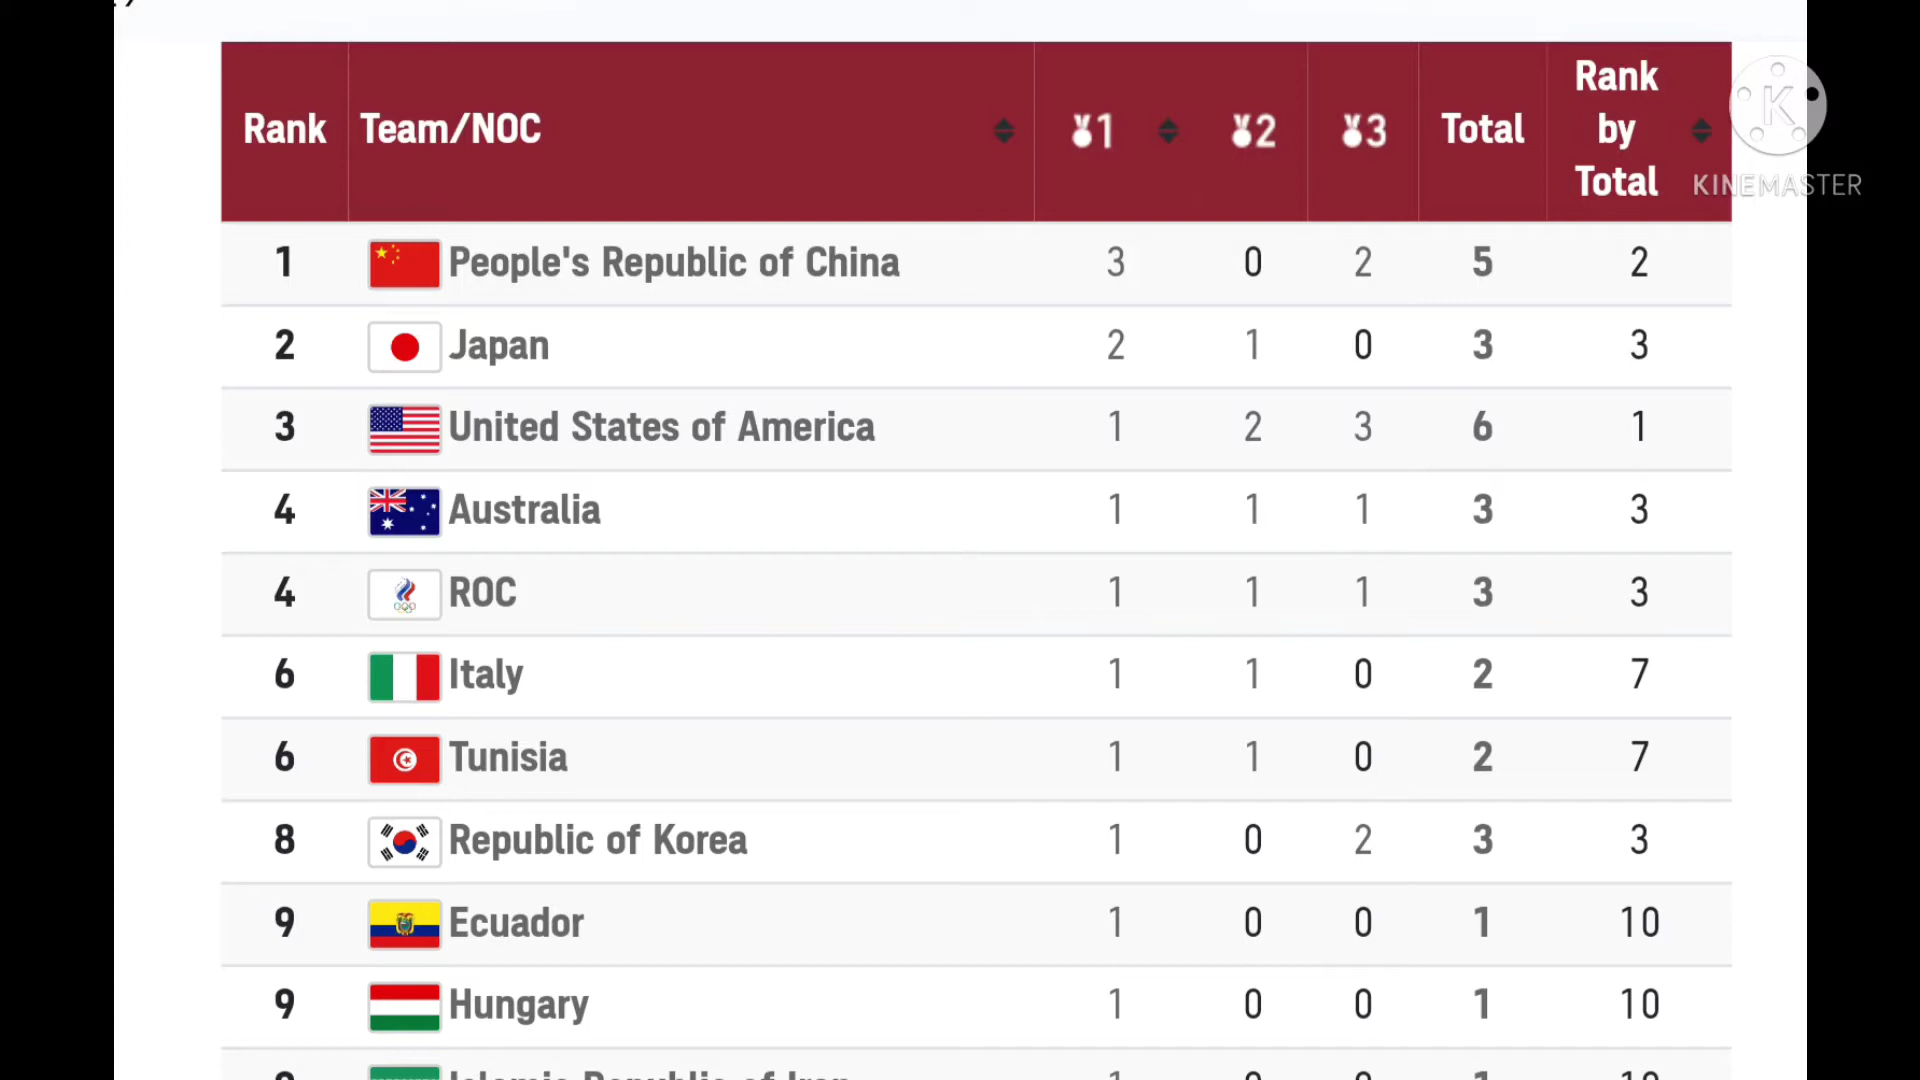 Rank Team/NOC 1 2 3 Total Rank by Total
K
KINEMASTER
1 People's Republic of China 3 0 2 5 2
2 Japan 2 1 0 3 3
3 United States of America 1 2 3 6 1
4 Australia 1 1 1 3 3
4 ROC 1 1 1 3 3
6 Italy 1 1 0 2 7
6 Tunisia 1 1 0 2 7
8 Republic of Korea 1 0 2 3 3
9 Ecuador 1 0 0 1 10
9 Hungary 1 0 0 1 10
Islamic Republic of Iran